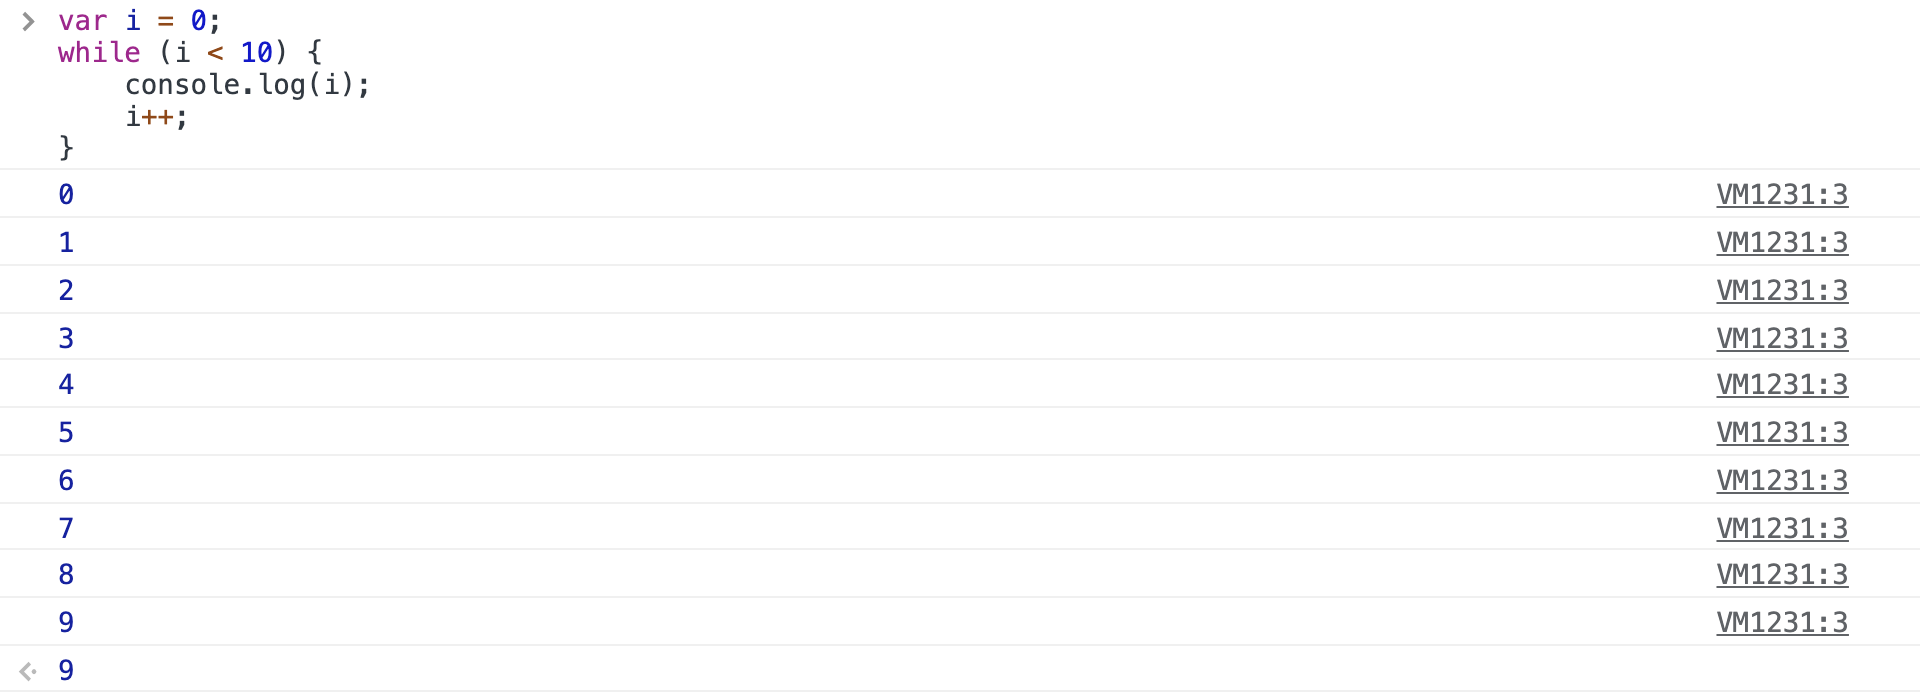 var i = 0;
while (i < 10) {
    console.log(i);
    i++;
}
0 VM1231:3
1 VM1231:3
2 VM1231:3
3 VM1231:3
4 VM1231:3
5 VM1231:3
6 VM1231:3
7 VM1231:3
8 VM1231:3
9 VM1231:3
9